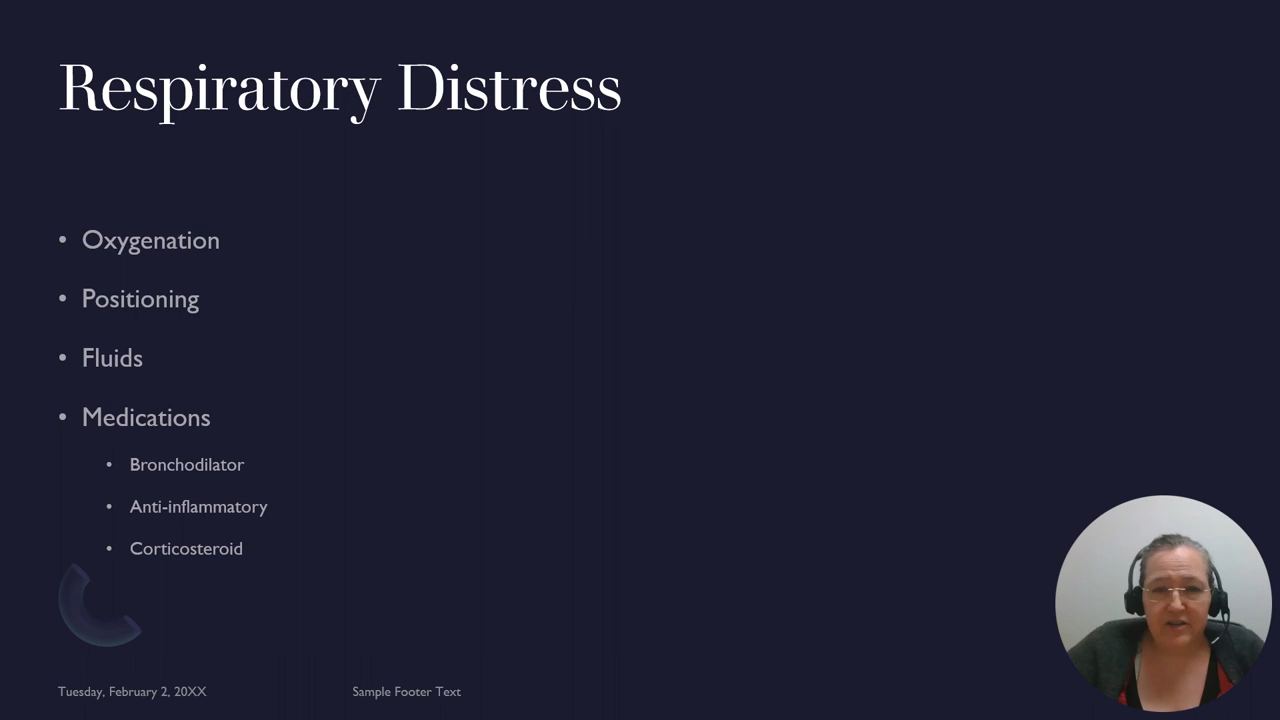 Respiratory Distress
• Oxygenation
• Positioning
• Fluids
• Medications
• Bronchodilator
• Anti-inflammatory
• Corticosteroid
Tuesday, February 2, 20XX
Sample Footer Text